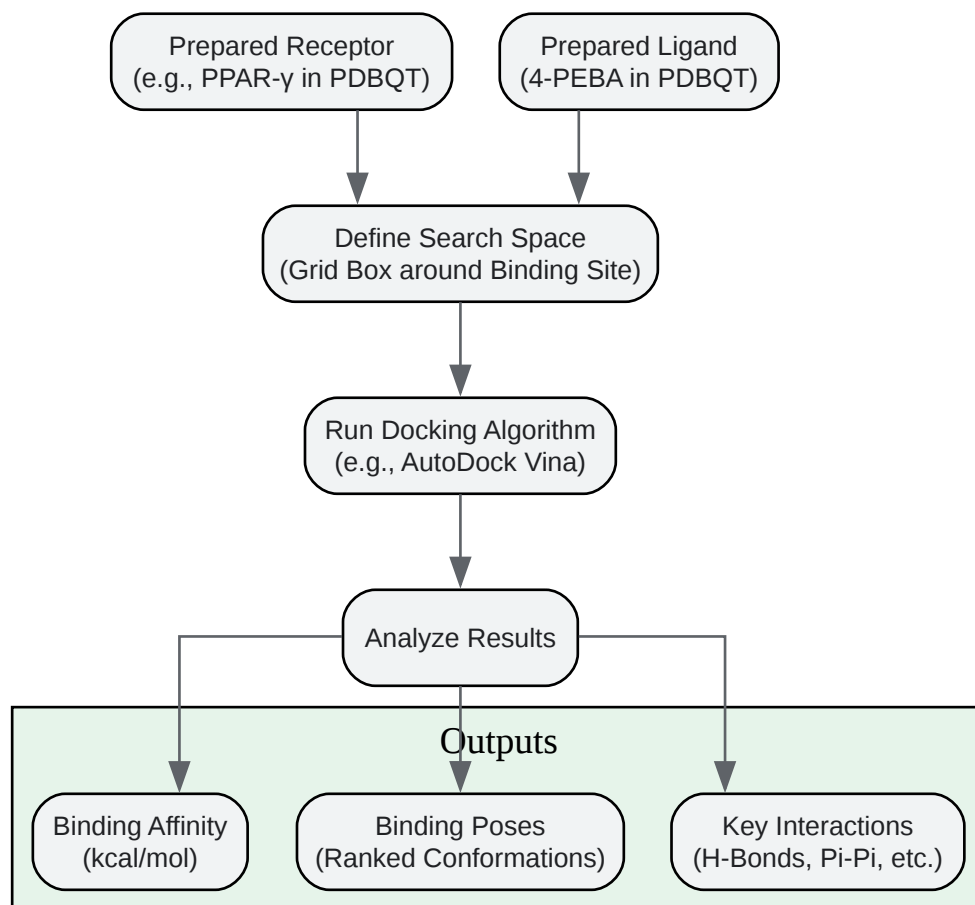 Prepared Receptor
(e.g., PPAR-γ in PDBQT)
Prepared Ligand
(4-PEBA in PDBQT)
Define Search Space
(Grid Box around Binding Site)
Run Docking Algorithm
(e.g., AutoDock Vina)
Analyze Results
Outputs
Binding Affinity
(kcal/mol)
Binding Poses
(Ranked Conformations)
Key Interactions
(H-Bonds, Pi-Pi, etc.)